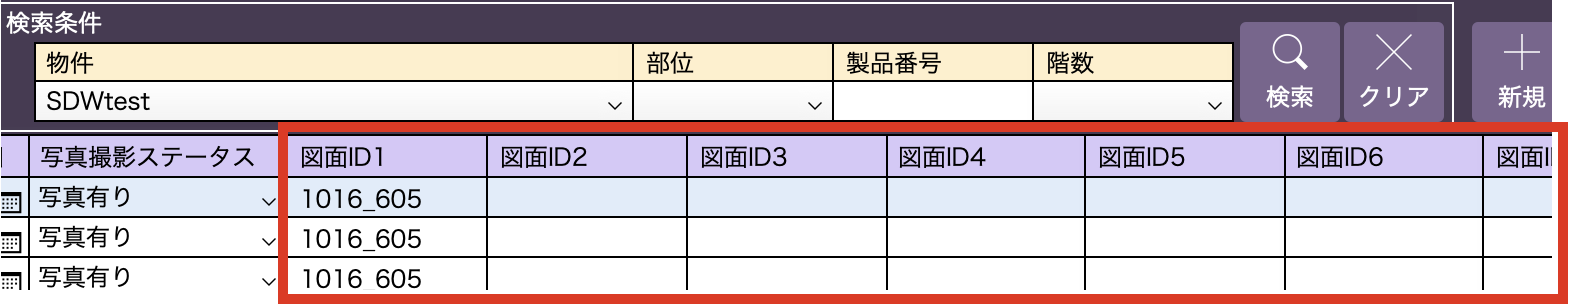 検索条件
物件 部位 製品番号 階数
SDWtest
検索 クリア 新規
写真撮影ステータス 図面ID1 図面ID2 図面ID3 図面ID4 図面ID5 図面ID6 図面I
写真有り 1016_605
写真有り 1016_605
写真有り 1016_605